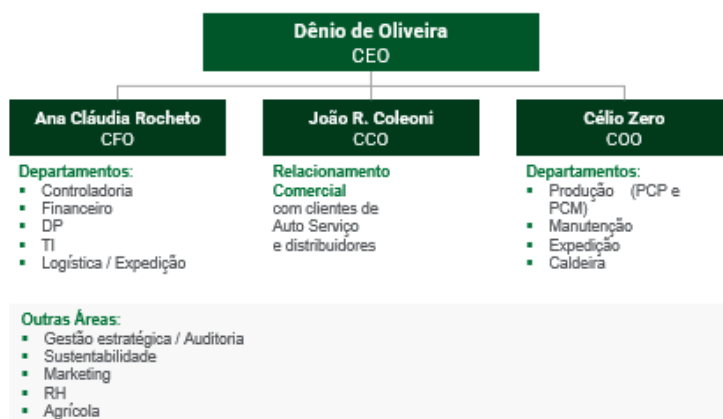 Dênio de Oliveira
CEO
Ana Cláudia Rocheto
CFO
Departamentos:
▪ Controladoria
▪ Financeiro
▪ DP
▪ TI
▪ Logística / Expedição
João R. Coleoni
CCO
Relacionamento
Comercial
com clientes de
Auto Serviço
e distribuidores
Célio Zero
COO
Departamentos:
▪ Produção (PCP e
PCM)
▪ Manutenção
▪ Expedição
▪ Caldeira
Outras Áreas:
▪ Gestão estratégica / Auditoria
▪ Sustentabilidade
▪ Marketing
▪ RH
▪ Agrícola